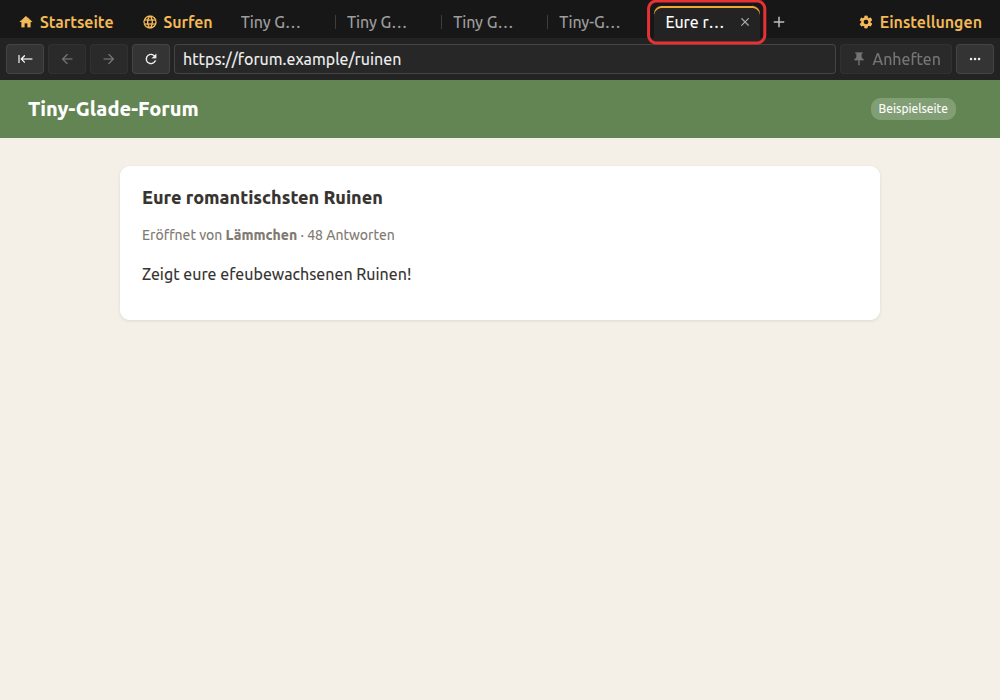 Startseite Surfen Tiny G… Tiny G… Tiny G… Tiny-G… Eure r… Einstellungen
https://forum.example/ruinen Anheften
Tiny-Glade-Forum Beispielseite
Eure romantischsten Ruinen
Eröffnet von Lämmchen · 48 Antworten
Zeigt eure efeubewachsenen Ruinen!